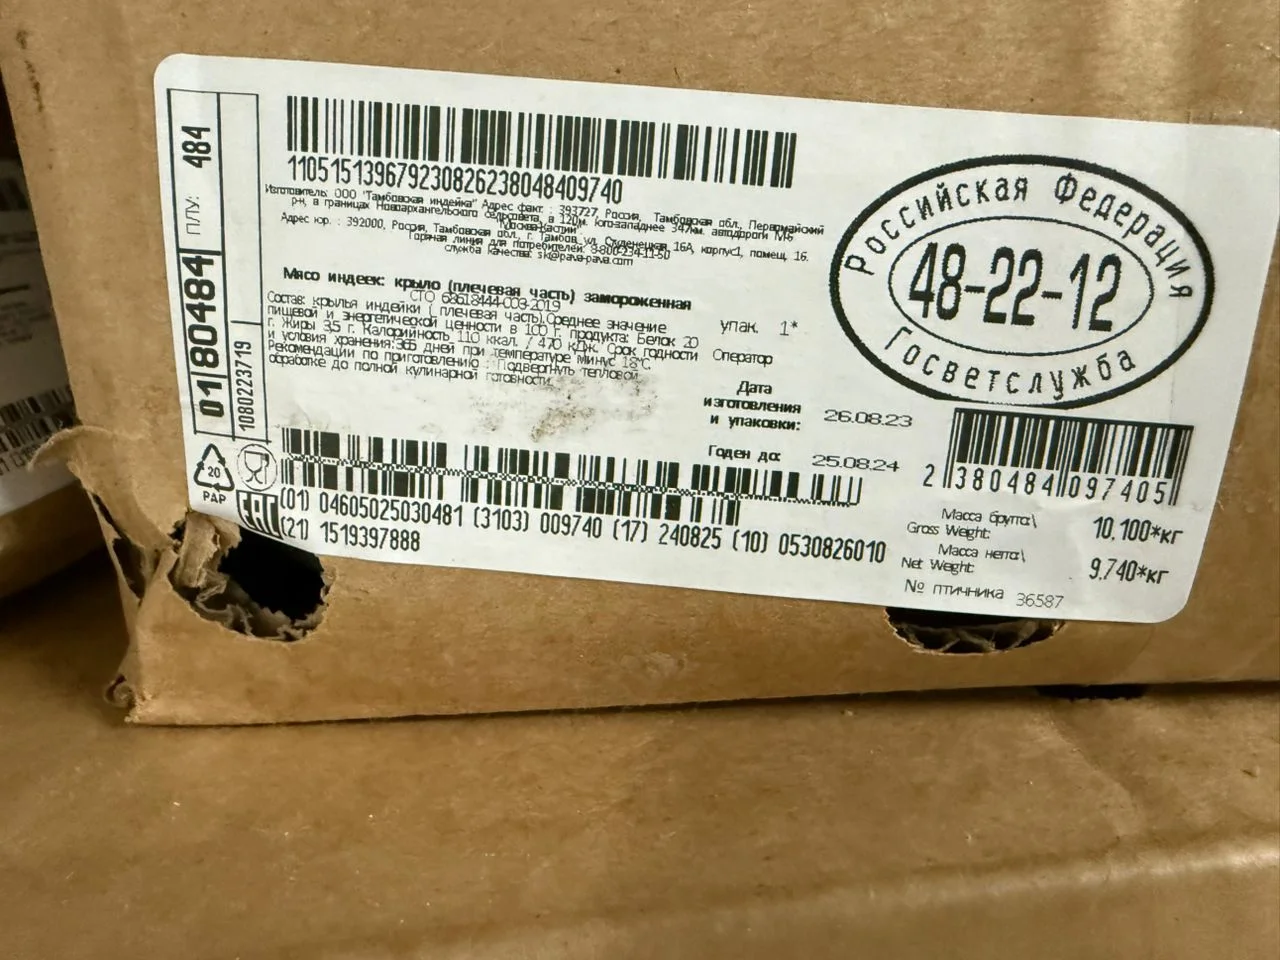 ПЛУ: 484
01 80484
1080223719
11051513967923082623804840­9740
Изготовитель: ООО "Тамбовская индейка" Адрес факт. : 393727, Россия, Тамбовская обл., Первомайский
р-н, в границах Новоархангельского сельсовета, в 120м. юго-западнее 347км. автодороги М-6
"Москва-Каспий"
Адрес юр. : 392000, Россия, Тамбовская обл., г. Тамбов, ул. Студенецкая, 16А, корпус1, помещ. 16.
Горячая линия для потребителей: 8-800-234-11-50
служба качества: sk@pava-pava.com
Мясо индеек: крыло (плечевая часть) замороженная
СТО 63618444-003-2019
Состав: крылья индейки ( плечевая часть).Среднее значение
пищевой и энергетической ценности в 100 г. продукта: Белок 20
г. Жиры 3,5 г. Калорийность 110 ккал. / 470 кДж. Срок годности
и условия хранения:365 дней при температуре минус 18°С.
Рекомендации по приготовлению : Подвергнуть тепловой
обработке до полной кулинарной готовности.
упак. 1*
Оператор
Дата
изготовления
и упаковки: 26.08.23
Годен до: 25.08.24
Российская Федерация
48-22-12
Госветслужба
2 380484 097405
Масса брутто\
Gross Weight: 10.100*кг
Масса нетто\
Net Weight: 9.740*кг
№ птичника 36587
20
PAP
EAC
(01) 04605025030481 (3103) 009740 (17) 240825 (10) 0530826010
(21) 1519397888